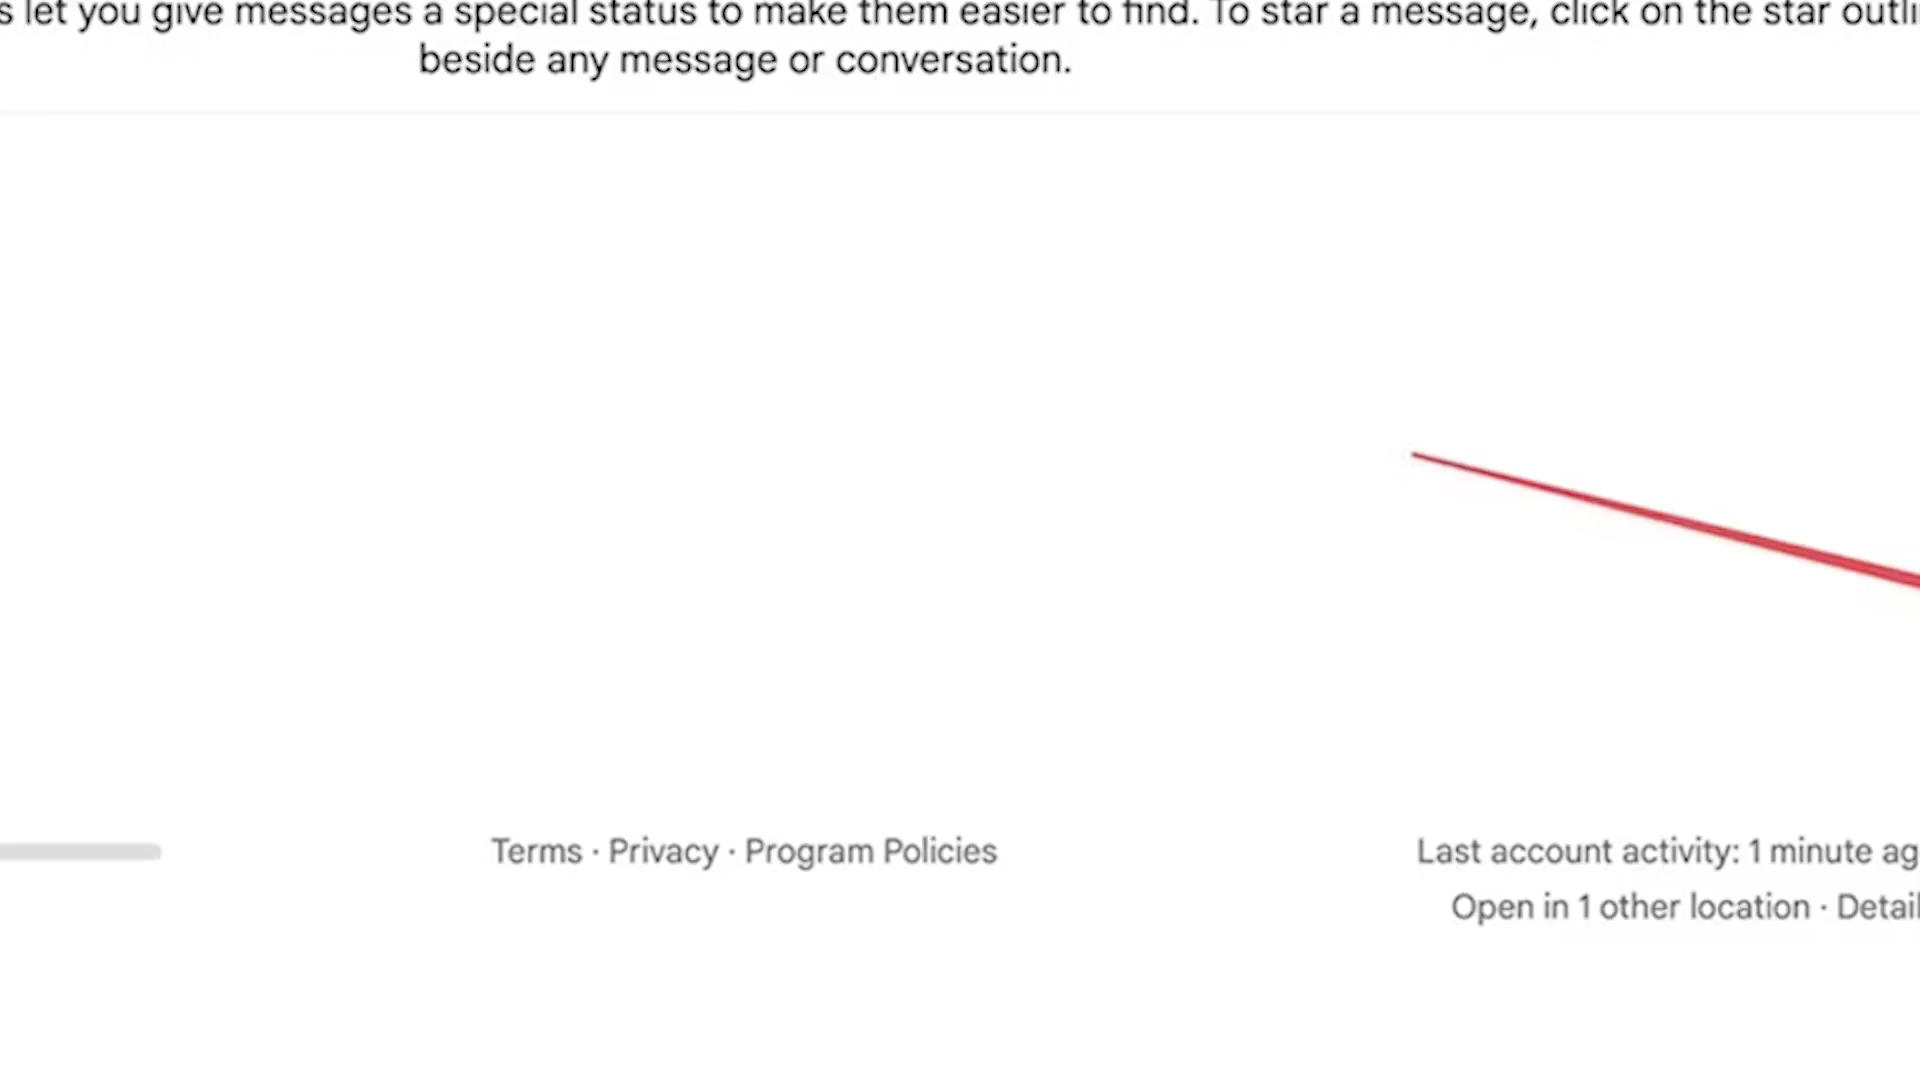 s let you give messages a special status to make them easier to find. To star a message, click on the star outli
beside any message or conversation.
Terms · Privacy · Program Policies
Last account activity: 1 minute ag
Open in 1 other location · Detail